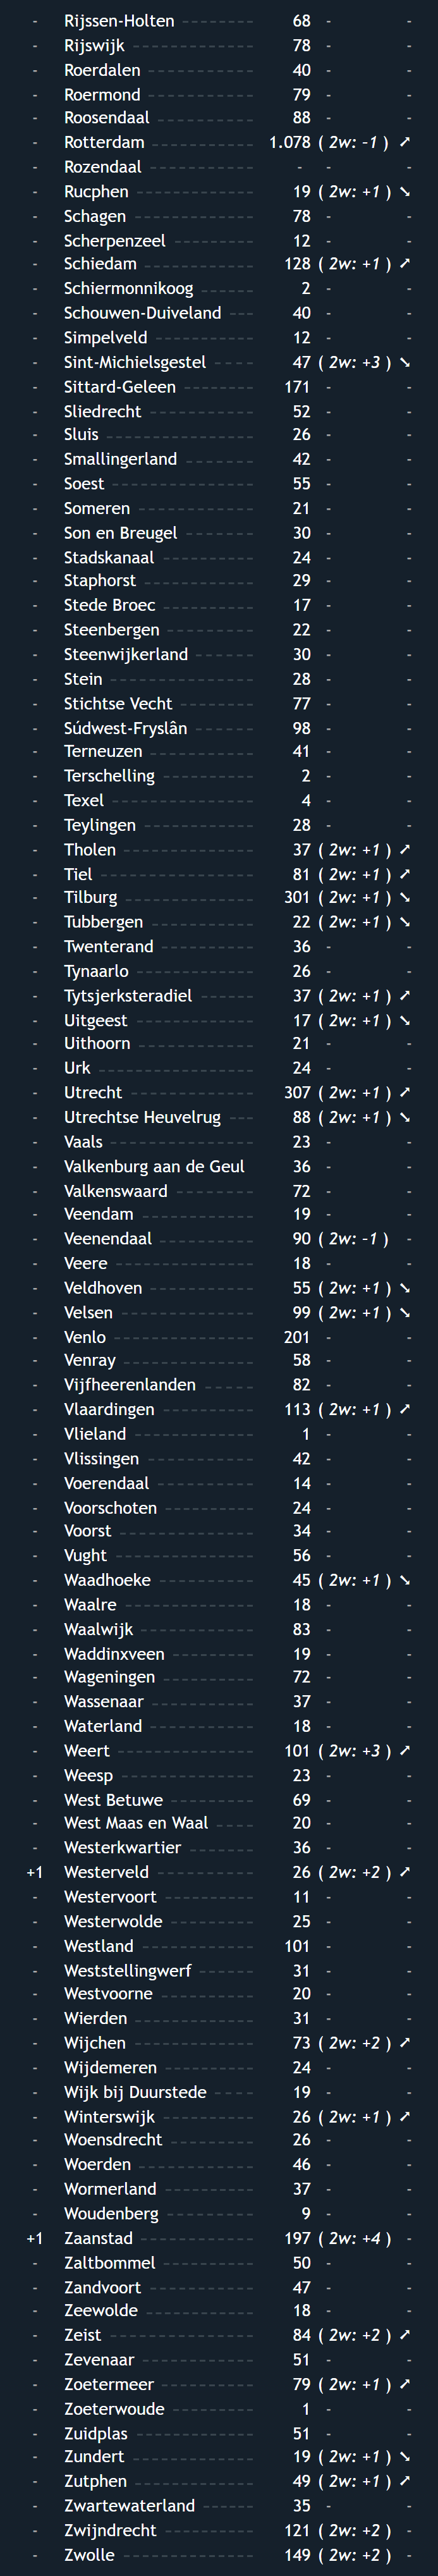 - Rijssen-Holten 68 - -
- Rijswijk 78 - -
- Roerdalen 40 - -
- Roermond 79 - -
- Roosendaal 88 - -
- Rotterdam 1.078 ( 2w: -1 ) ↗
- Rozendaal - - -
- Rucphen 19 ( 2w: +1 ) ↘
- Schagen 78 - -
- Scherpenzeel 12 - -
- Schiedam 128 ( 2w: +1 ) ↗
- Schiermonnikoog 2 - -
- Schouwen-Duiveland 40 - -
- Simpelveld 12 - -
- Sint-Michielsgestel 47 ( 2w: +3 ) ↘
- Sittard-Geleen 171 - -
- Sliedrecht 52 - -
- Sluis 26 - -
- Smallingerland 42 - -
- Soest 55 - -
- Someren 21 - -
- Son en Breugel 30 - -
- Stadskanaal 24 - -
- Staphorst 29 - -
- Stede Broec 17 - -
- Steenbergen 22 - -
- Steenwijkerland 30 - -
- Stein 28 - -
- Stichtse Vecht 77 - -
- Súdwest-Fryslân 98 - -
- Terneuzen 41 - -
- Terschelling 2 - -
- Texel 4 - -
- Teylingen 28 - -
- Tholen 37 ( 2w: +1 ) ↗
- Tiel 81 ( 2w: +1 ) ↗
- Tilburg 301 ( 2w: +1 ) ↘
- Tubbergen 22 ( 2w: +1 ) ↘
- Twenterand 36 - -
- Tynaarlo 26 - -
- Tytsjerksteradiel 37 ( 2w: +1 ) ↗
- Uitgeest 17 ( 2w: +1 ) ↘
- Uithoorn 21 - -
- Urk 24 - -
- Utrecht 307 ( 2w: +1 ) ↗
- Utrechtse Heuvelrug 88 ( 2w: +1 ) ↘
- Vaals 23 - -
- Valkenburg aan de Geul 36 - -
- Valkenswaard 72 - -
- Veendam 19 - -
- Veenendaal 90 ( 2w: -1 ) -
- Veere 18 - -
- Veldhoven 55 ( 2w: +1 ) ↘
- Velsen 99 ( 2w: +1 ) ↘
- Venlo 201 - -
- Venray 58 - -
- Vijfheerenlanden 82 - -
- Vlaardingen 113 ( 2w: +1 ) ↗
- Vlieland 1 - -
- Vlissingen 42 - -
- Voerendaal 14 - -
- Voorschoten 24 - -
- Voorst 34 - -
- Vught 56 - -
- Waadhoeke 45 ( 2w: +1 ) ↘
- Waalre 18 - -
- Waalwijk 83 - -
- Waddinxveen 19 - -
- Wageningen 72 - -
- Wassenaar 37 - -
- Waterland 18 - -
- Weert 101 ( 2w: +3 ) ↗
- Weesp 23 - -
- West Betuwe 69 - -
- West Maas en Waal 20 - -
- Westerkwartier 36 - -
+1 Westerveld 26 ( 2w: +2 ) ↗
- Westervoort 11 - -
- Westerwolde 25 - -
- Westland 101 - -
- Weststellingwerf 31 - -
- Westvoorne 20 - -
- Wierden 31 - -
- Wijchen 73 ( 2w: +2 ) ↗
- Wijdemeren 24 - -
- Wijk bij Duurstede 19 - -
- Winterswijk 26 ( 2w: +1 ) ↗
- Woensdrecht 26 - -
- Woerden 46 - -
- Wormerland 37 - -
- Woudenberg 9 - -
+1 Zaanstad 197 ( 2w: +4 ) -
- Zaltbommel 50 - -
- Zandvoort 47 - -
- Zeewolde 18 - -
- Zeist 84 ( 2w: +2 ) ↗
- Zevenaar 51 - -
- Zoetermeer 79 ( 2w: +1 ) ↗
- Zoeterwoude 1 - -
- Zuidplas 51 - -
- Zundert 19 ( 2w: +1 ) ↘
- Zutphen 49 ( 2w: +1 ) ↗
- Zwartewaterland 35 - -
- Zwijndrecht 121 ( 2w: +2 ) -
- Zwolle 149 ( 2w: +2 ) -